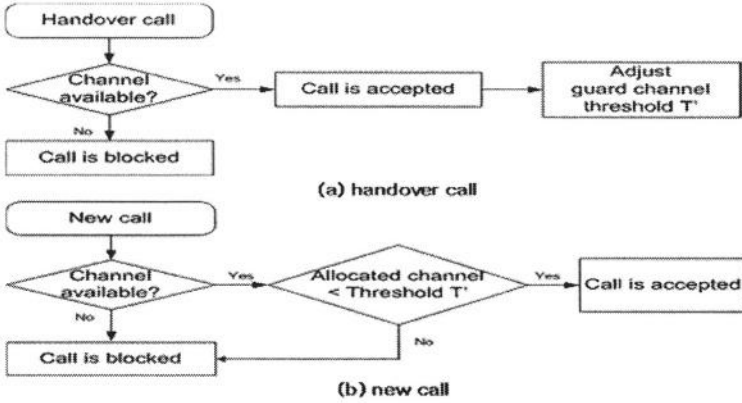 Handover call
Channel
available?
Yes
Call is accepted
Adjust
guard channel
threshold T'
No
Call is blocked
(a) handover call
New call
Channel
available?
Yes
Allocated channel
< Threshold T'
Yes
Call is accepted
No
No
Call is blocked
(b) new call